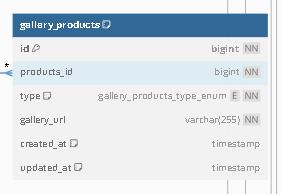 gallery_products
id bigint NN
*
products_id bigint NN
type gallery_products_type_enum E NN
gallery_url varchar(255) NN
created_at timestamp
updated_at timestamp